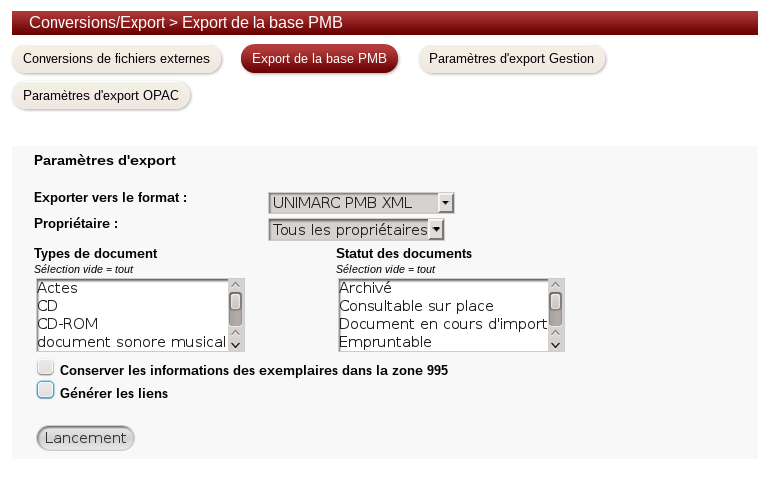 Conversions/Export > Export de la base PMB
Conversions de fichiers externes
Export de la base PMB
Paramètres d'export Gestion
Paramètres d'export OPAC
Paramètres d'export
Exporter vers le format :
UNIMARC PMB XML
Propriétaire :
Tous les propriétaires
Types de document
Statut des documents
Sélection vide = tout
Sélection vide = tout
Actes
CD
CD-ROM
document sonore musical
Archivé
Consultable sur place
Document en cours d'import
Empruntable
Conserver les informations des exemplaires dans la zone 995
Générer les liens
Lancement